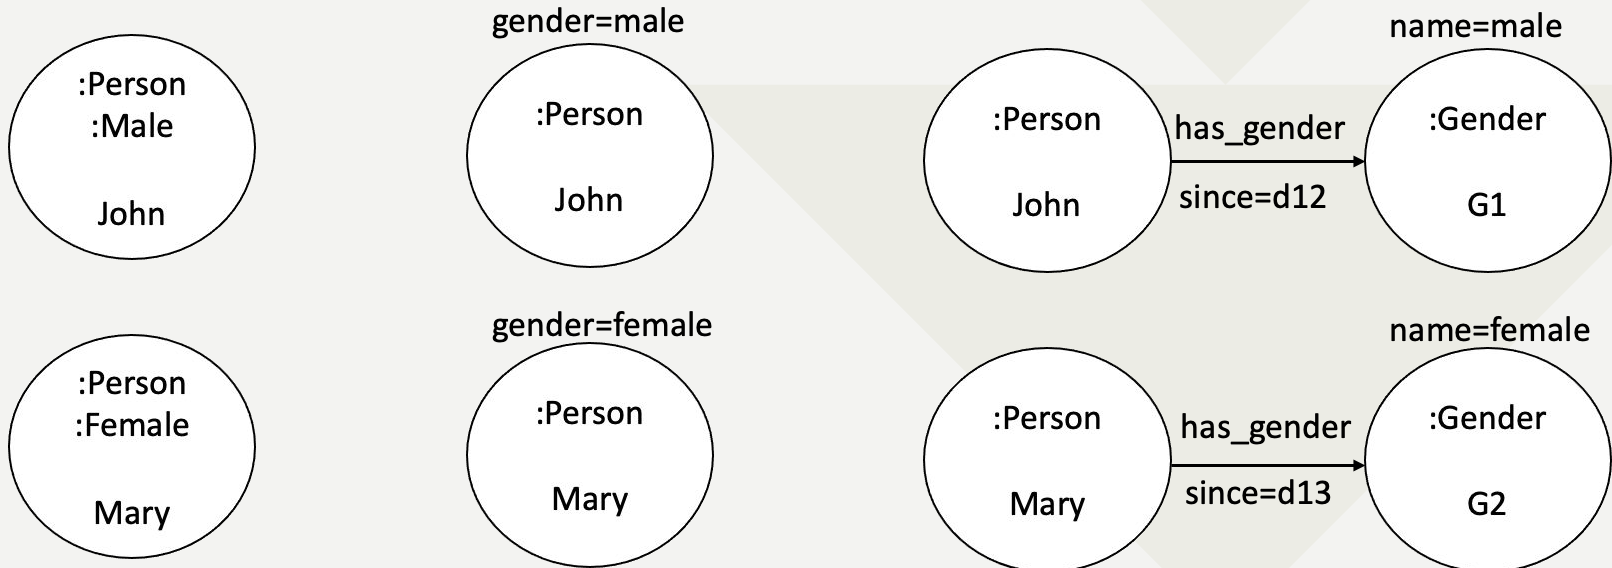 :Person
:Male
John
gender=male
:Person
John
:Person
John
has_gender
since=d12
name=male
:Gender
G1
:Person
:Female
Mary
gender=female
:Person
Mary
:Person
Mary
has_gender
since=d13
name=female
:Gender
G2